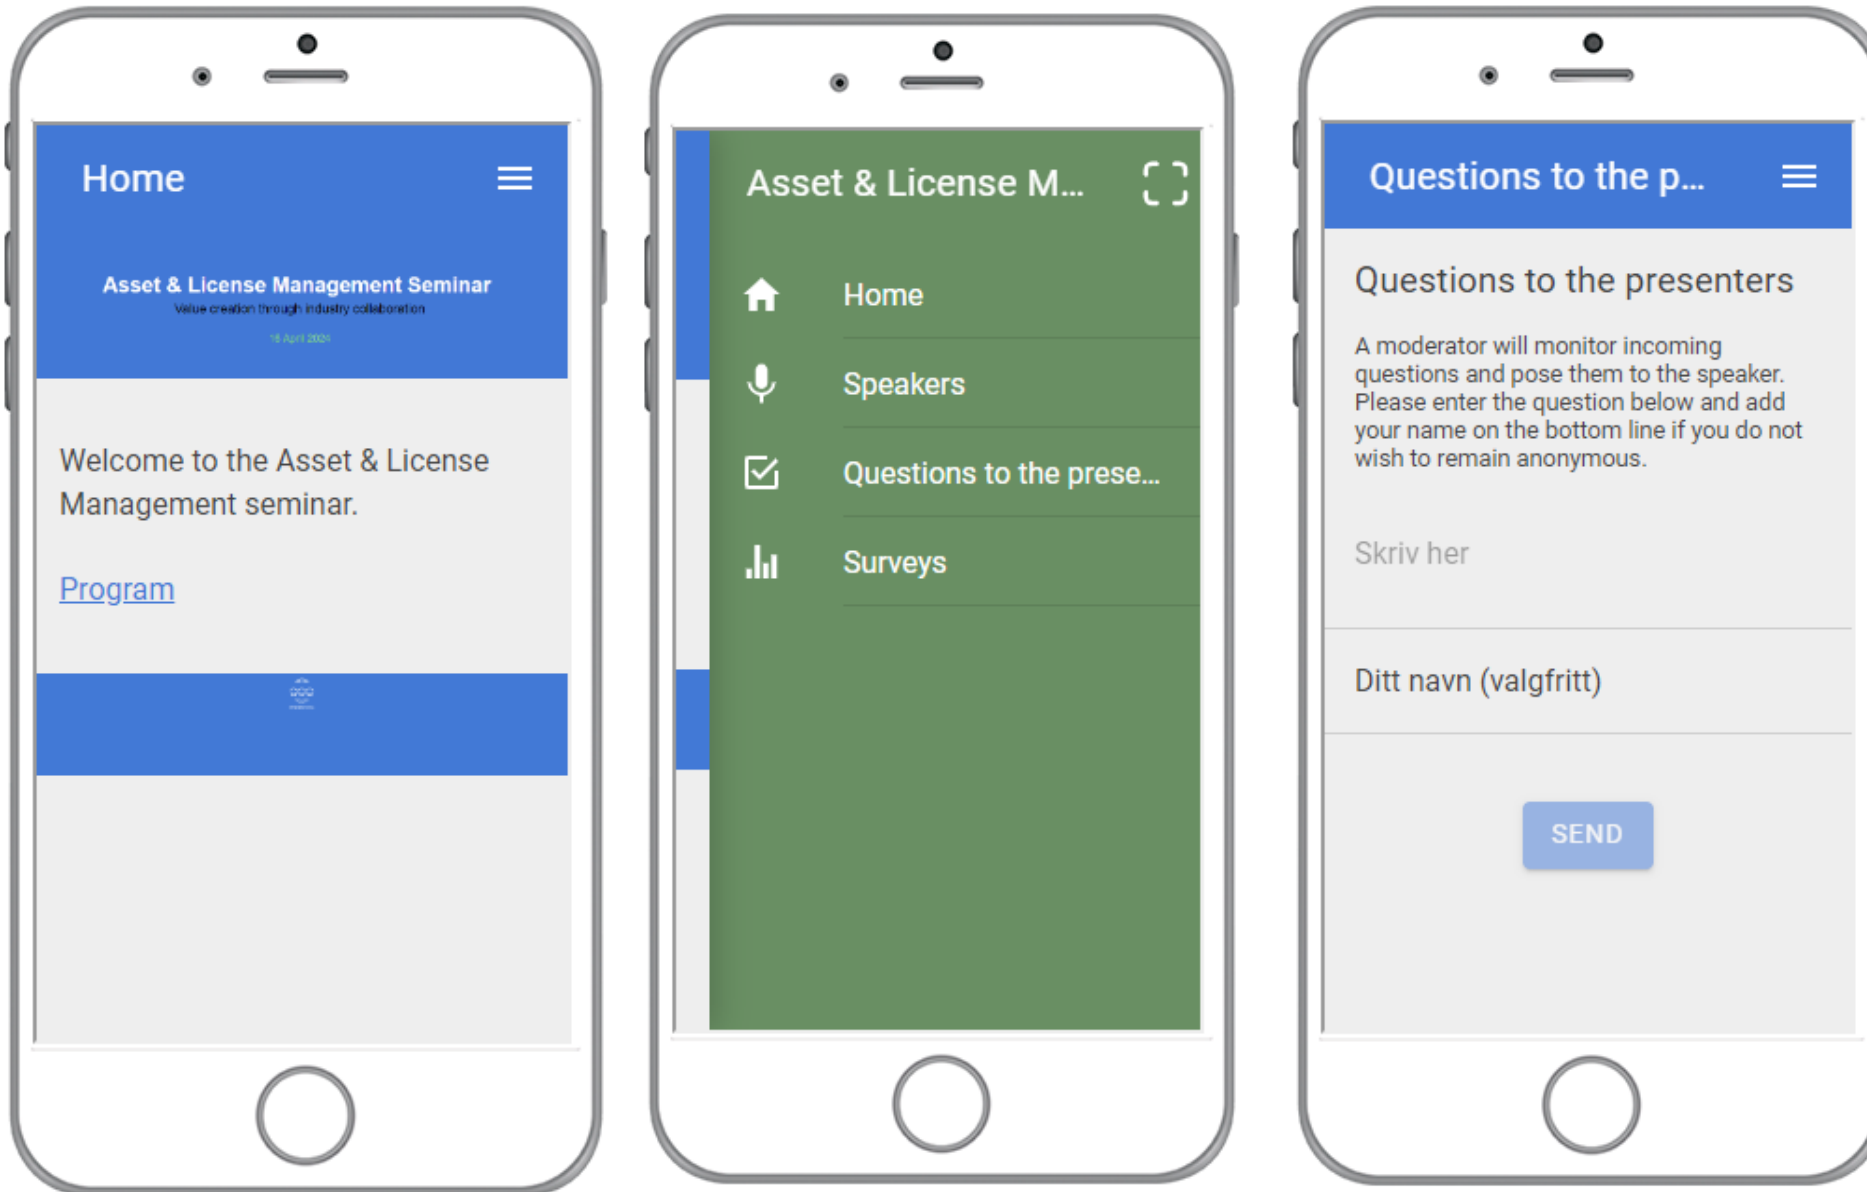 Home
Asset & License Management Seminar
Value creation through industry collaboration
16 April 2024
Welcome to the Asset & License
Management seminar.
Program
Asset & License M...
Home
Speakers
Questions to the prese...
Surveys
Questions to the p...
Questions to the presenters
A moderator will monitor incoming
questions and pose them to the speaker.
Please enter the question below and add
your name on the bottom line if you do not
wish to remain anonymous.
Skriv her
Ditt navn (valgfritt)
SEND